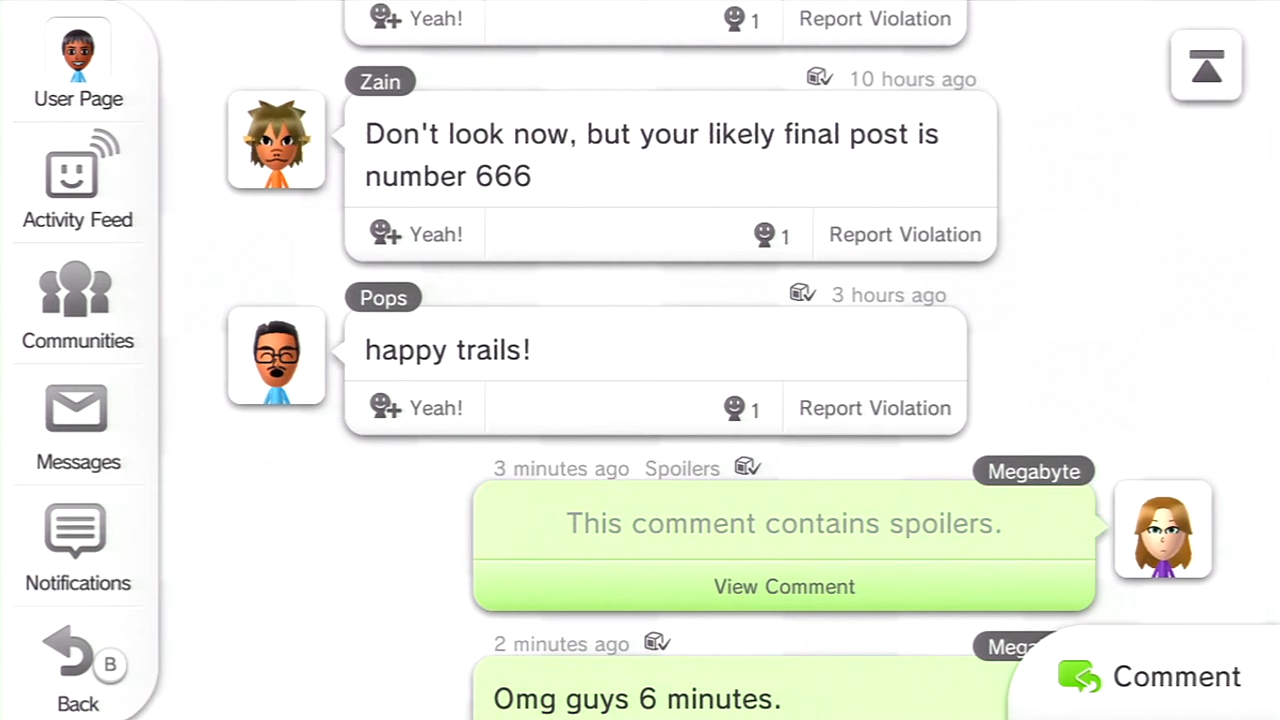 Yeah!
1
Report Violation
User Page
Zain
10 hours ago
Don't look now, but your likely final post is
number 666
Yeah!
1
Report Violation
Activity Feed
Pops
3 hours ago
happy trails!
Yeah!
1
Report Violation
Communities
Messages
3 minutes ago Spoilers
Megabyte
This comment contains spoilers.
View Comment
Notifications
2 minutes ago
Mega
Omg guys 6 minutes.
B
Back
Comment